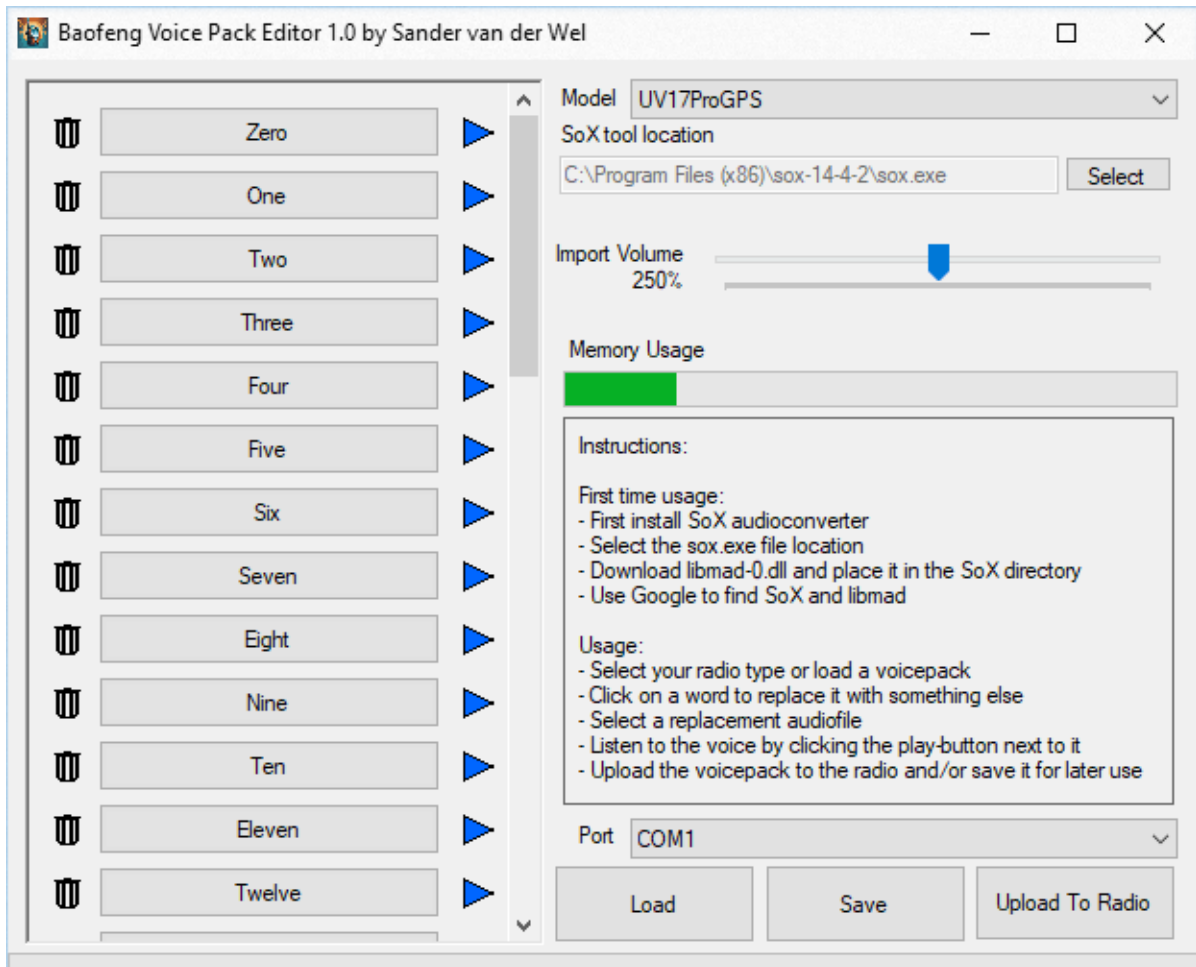 Baofeng Voice Pack Editor 1.0 by Sander van der Wel
Zero
One
Two
Three
Four
Five
Six
Seven
Eight
Nine
Ten
Eleven
Twelve
Model UV17ProGPS
SoX tool location
C:\Program Files (x86)\sox-14-4-2\sox.exe Select
Import Volume
250%
Memory Usage
Instructions:
First time usage:
- First install SoX audioconverter
- Select the sox.exe file location
- Download libmad-0.dll and place it in the SoX directory
- Use Google to find SoX and libmad
Usage:
- Select your radio type or load a voicepack
- Click on a word to replace it with something else
- Select a replacement audiofile
- Listen to the voice by clicking the play-button next to it
- Upload the voicepack to the radio and/or save it for later use
Port COM1
Load Save Upload To Radio